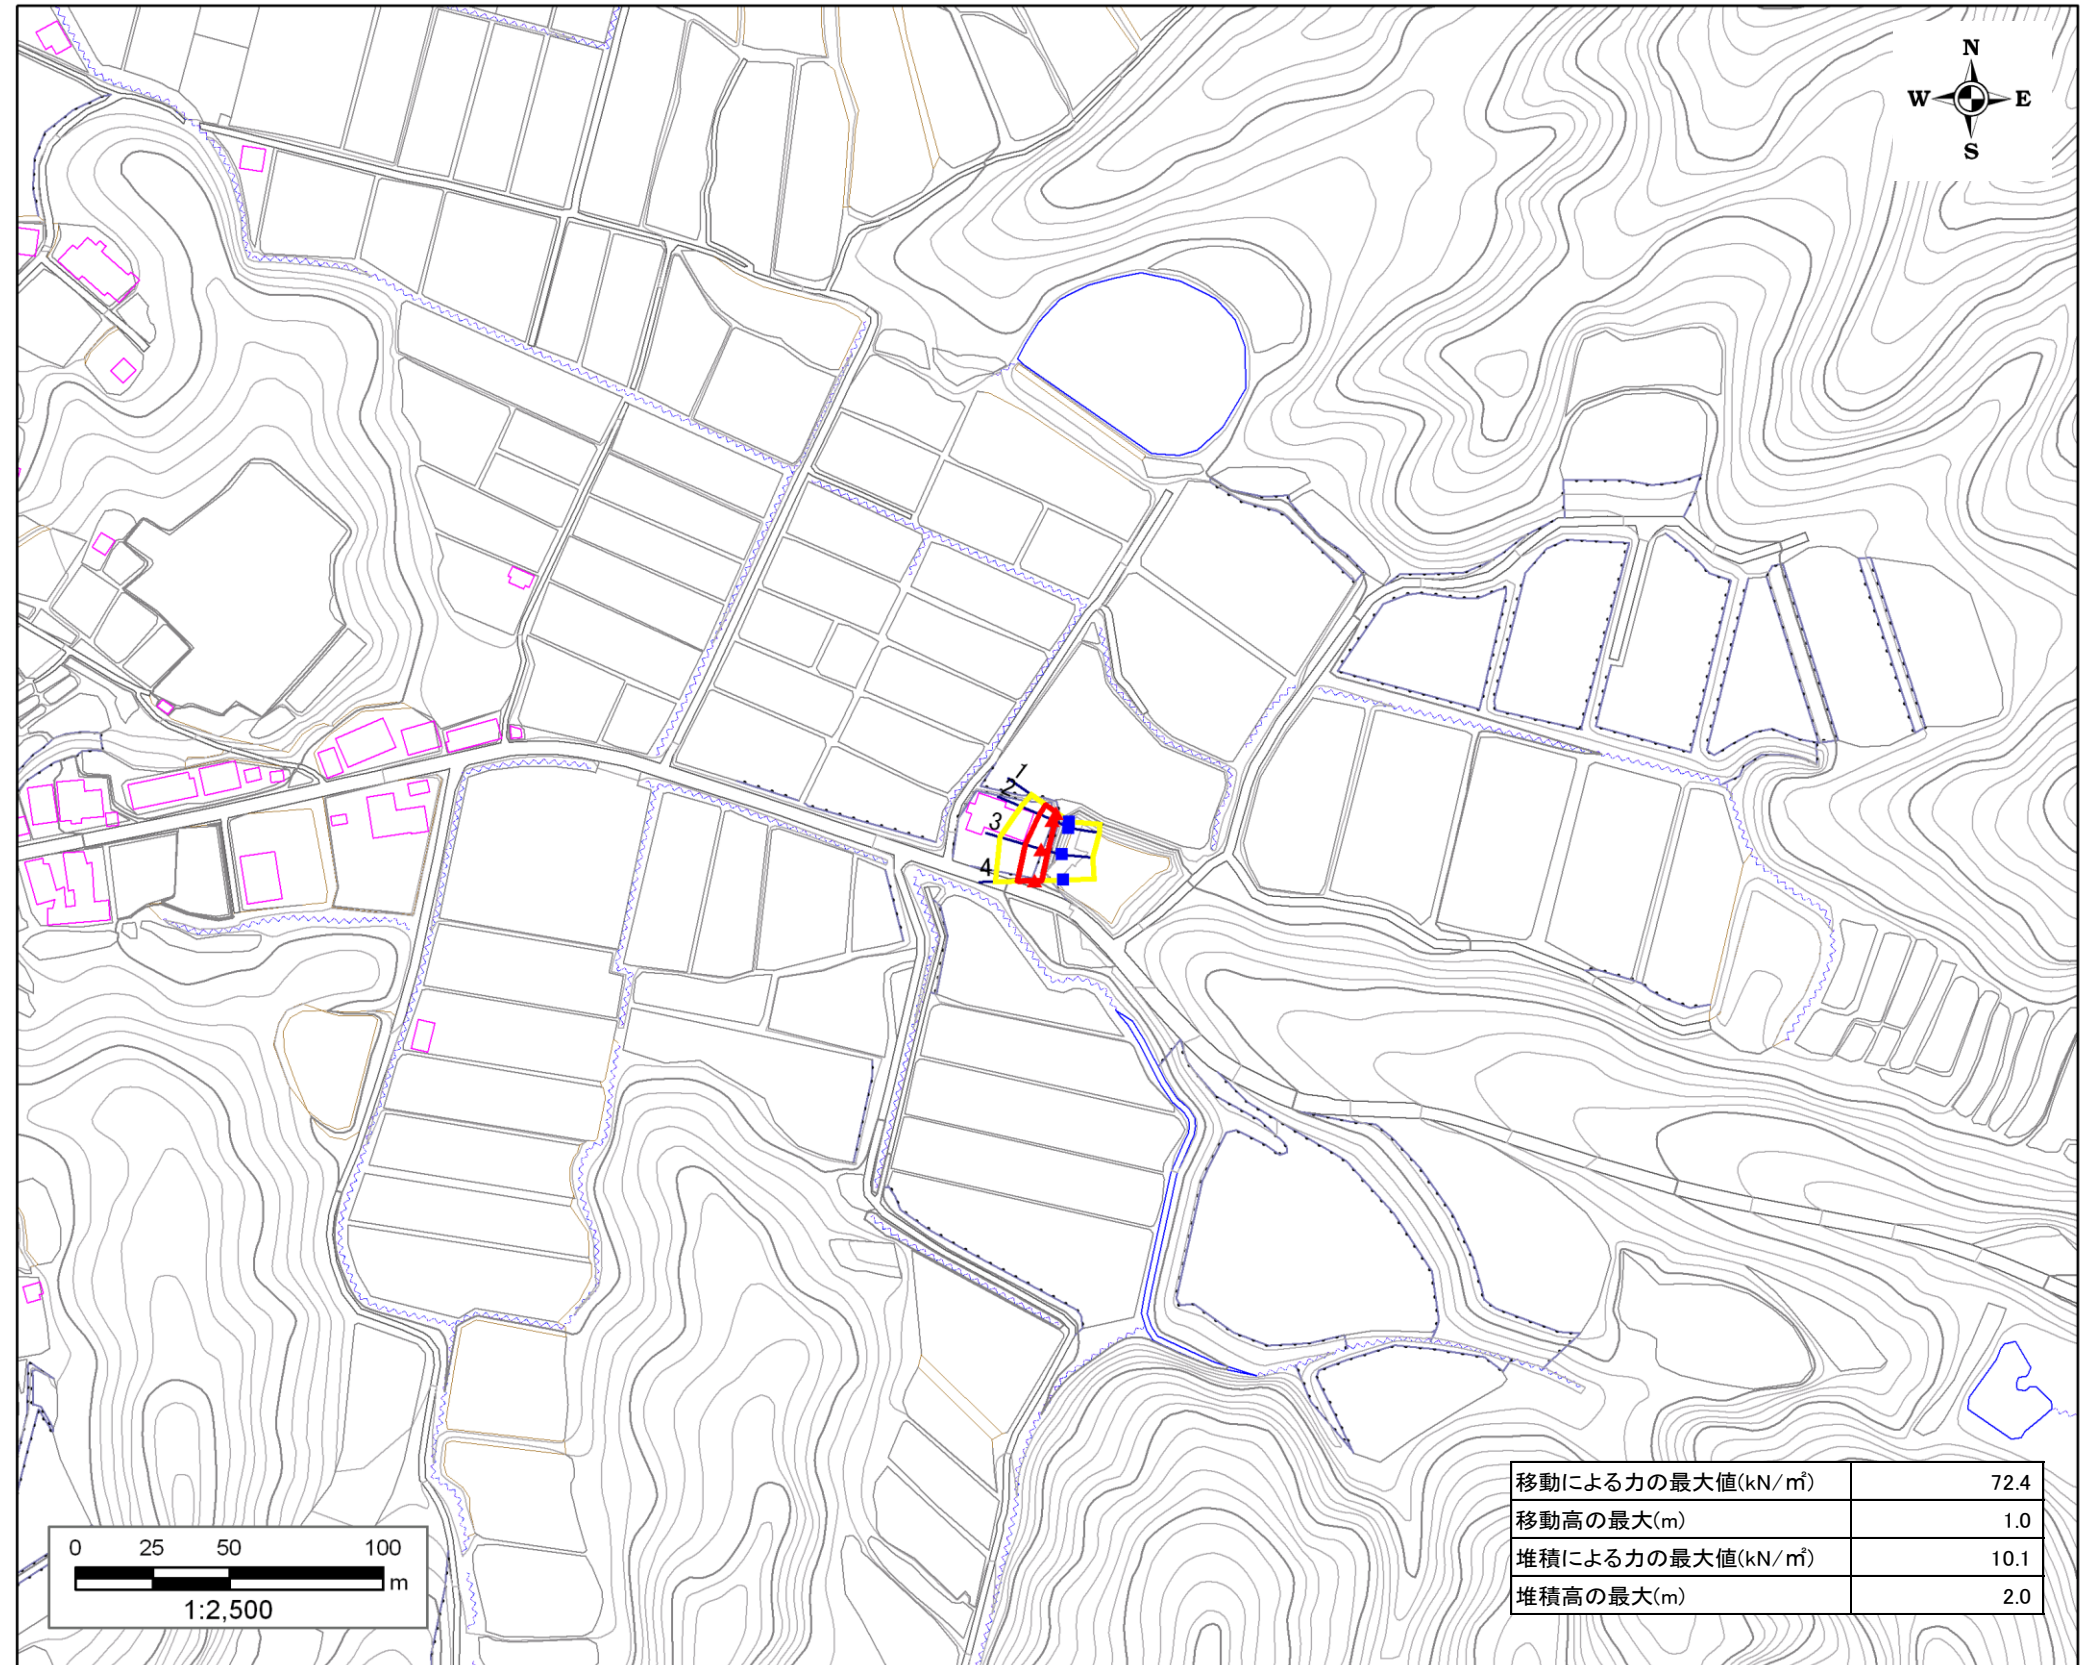 N
W E
S
1
2
3
4
移動による力の最大値(kN/㎡) 72.4
移動高の最大(m) 1.0
堆積による力の最大値(kN/㎡) 10.1
堆積高の最大(m) 2.0
0 25 50 100
m
1:2,500